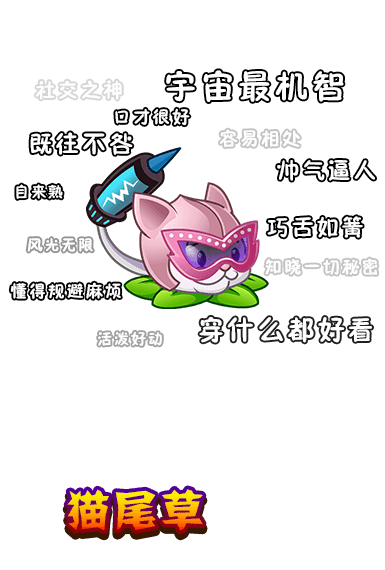 社交之神
宇宙最机智
口才很好
既往不咎
容易相处
帅气逼人
自来熟
巧舌如簧
风光无限
知晓一切秘密
懂得规避麻烦
穿什么都好看
活泼好动
猫尾草